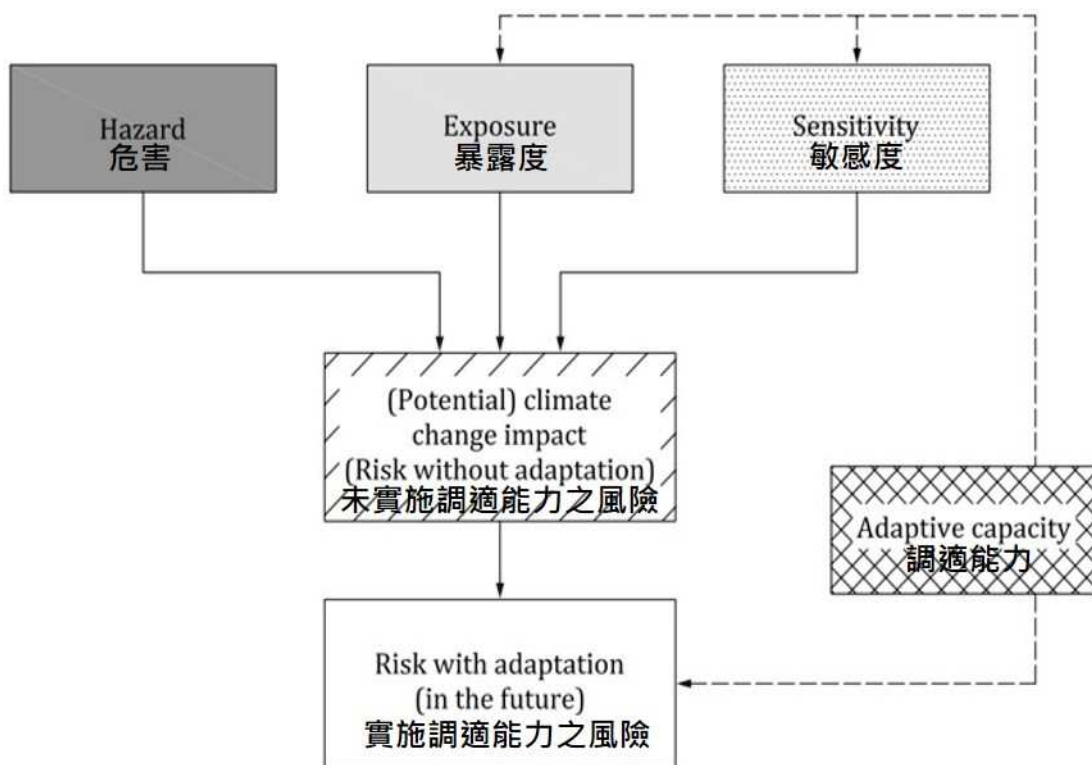 Hazard
危害
Exposure
暴露度
Sensitivity
敏感度
(Potential) climate
change impact
(Risk without adaptation)
未實施調適能力之風險
Adaptive capacity
調適能力
Risk with adaptation
(in the future)
實施調適能力之風險